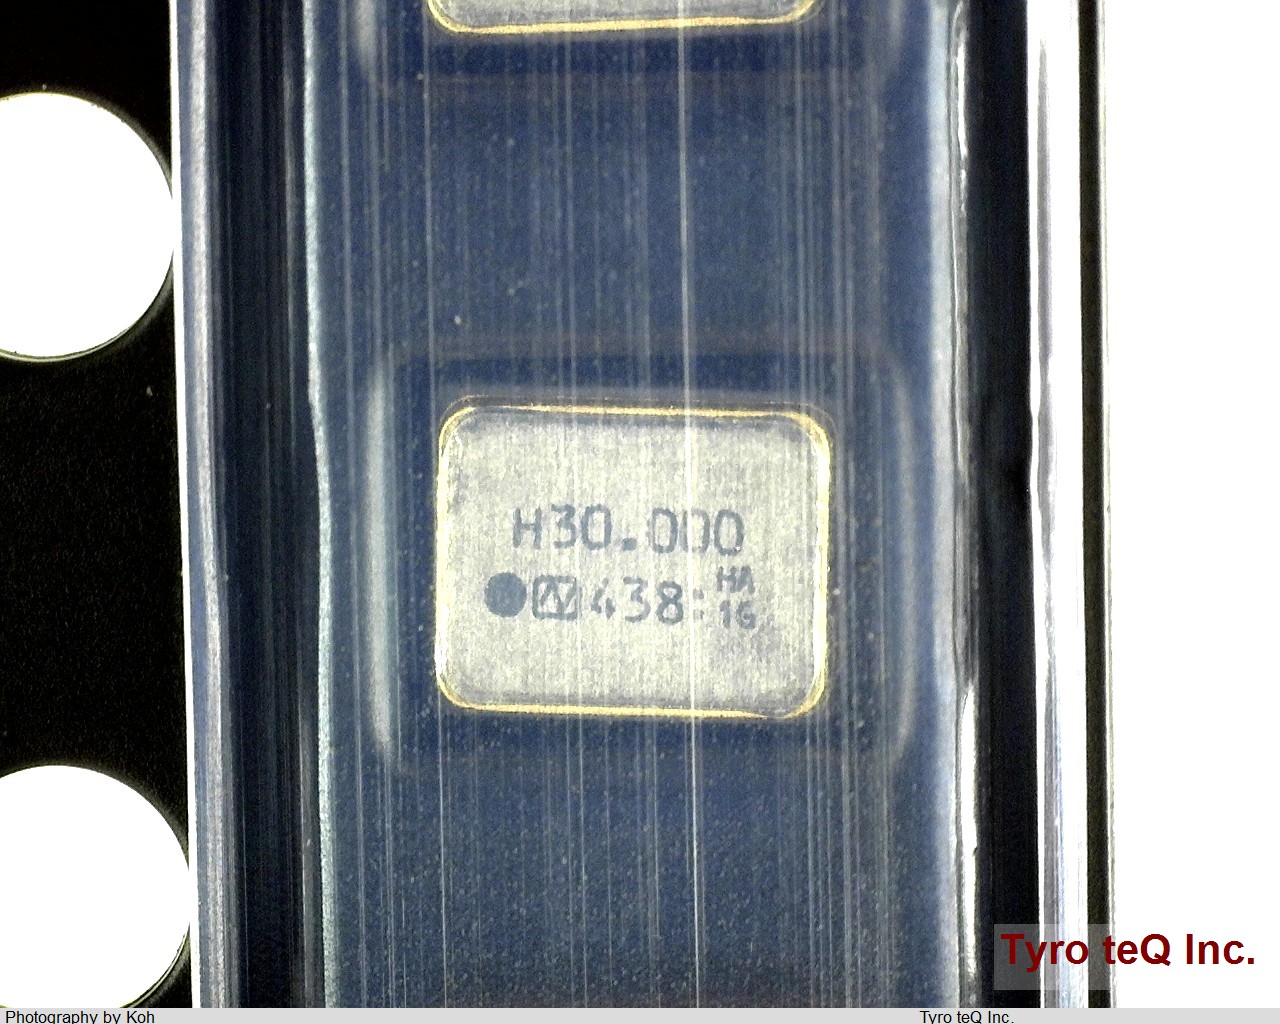 H30.000
438:
HA
1G
Tyro teQ Inc.
Photography by Koh
Tyro teQ Inc.